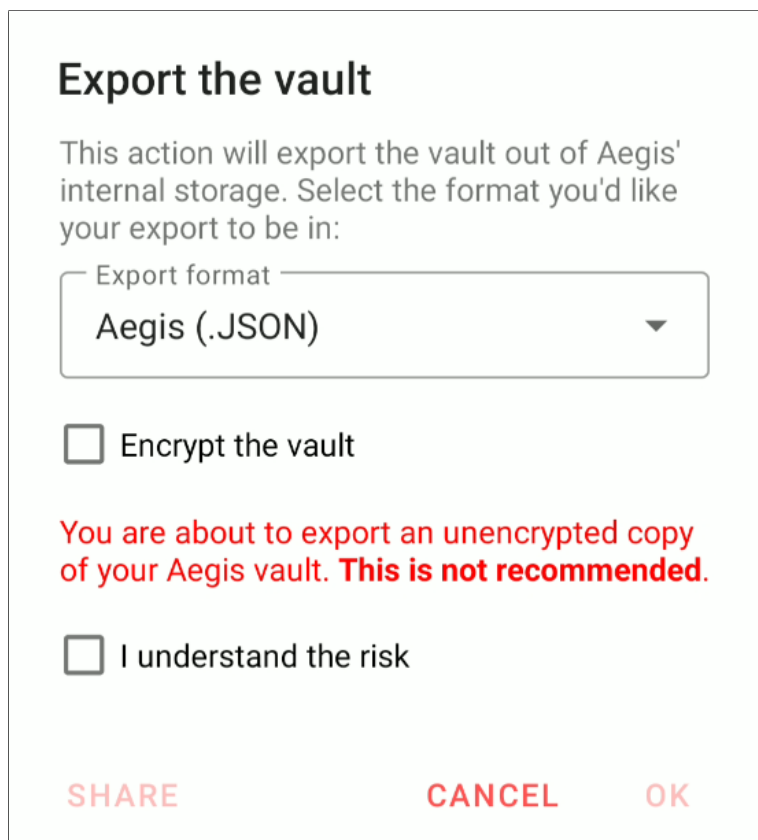 Export the vault
This action will export the vault out of Aegis'
internal storage. Select the format you'd like
your export to be in:
Export format
Aegis (.JSON)
Encrypt the vault
You are about to export an unencrypted copy
of your Aegis vault. This is not recommended.
I understand the risk
SHARE CANCEL OK